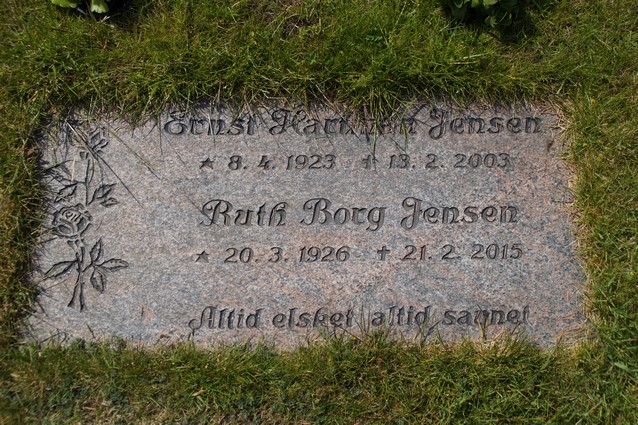 Ernst Harthen Jensen
★ 8. 4. 1923 ✝ 13. 2. 2003
Ruth Borg Jensen
★ 20. 3. 1926 ✝ 21. 2. 2015
Altid elsket altid savnet